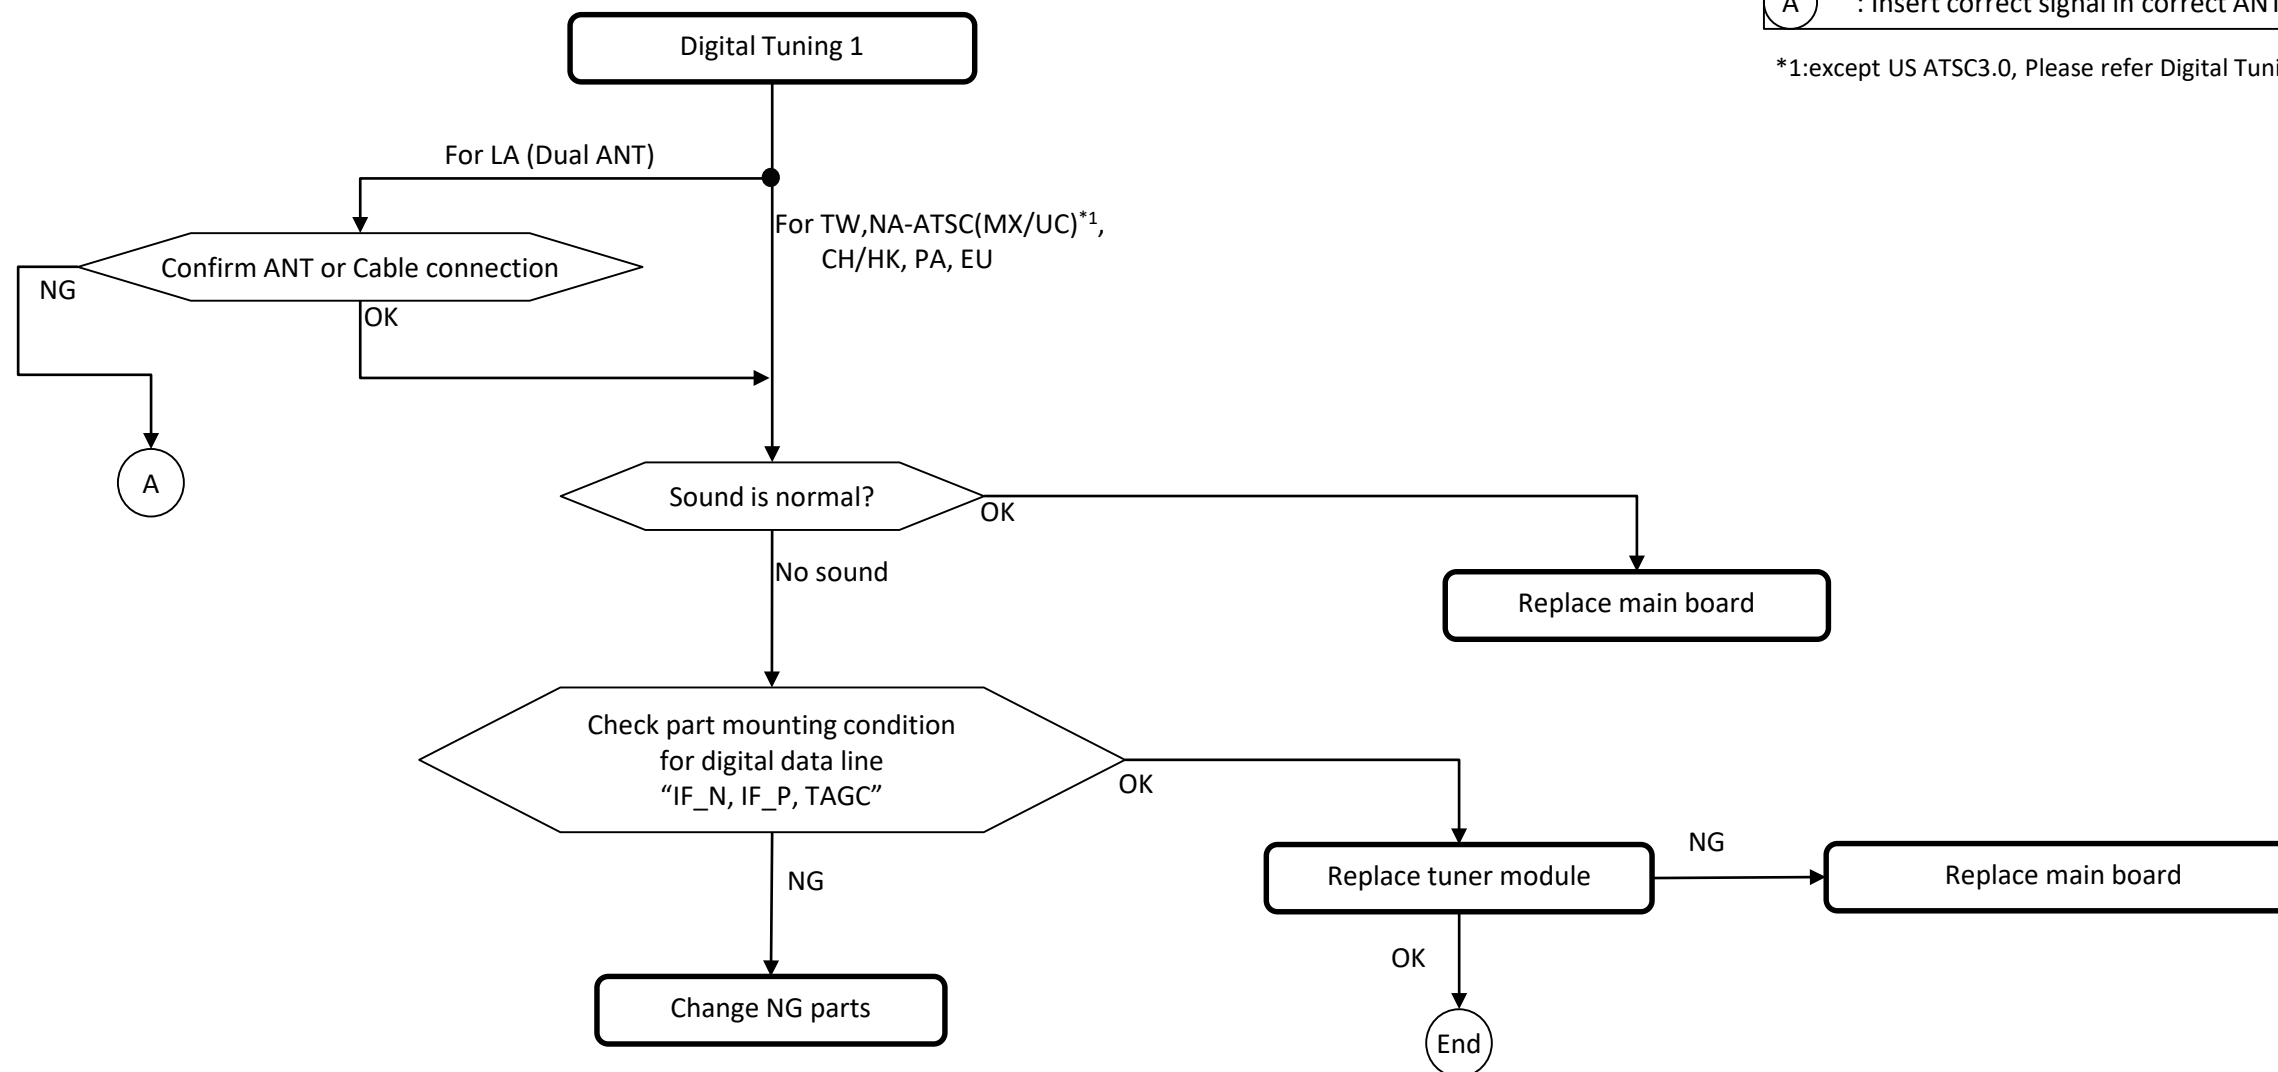 A : Insert correct signal in correct ANT
Digital Tuning 1
*1:except US ATSC3.0, Please refer Digital
For LA (Dual ANT)
For TW,NA-ATSC(MX/UC)*1,
CH/HK, PA, EU
Confirm ANT or Cable connection
NG
OK
A
Sound is normal?
OK
No sound
Replace main board
Check part mounting condition
for digital data line
“IF_N, IF_P, TAGC”
OK
NG
Replace tuner module
NG
Replace main board
OK
Change NG parts
End